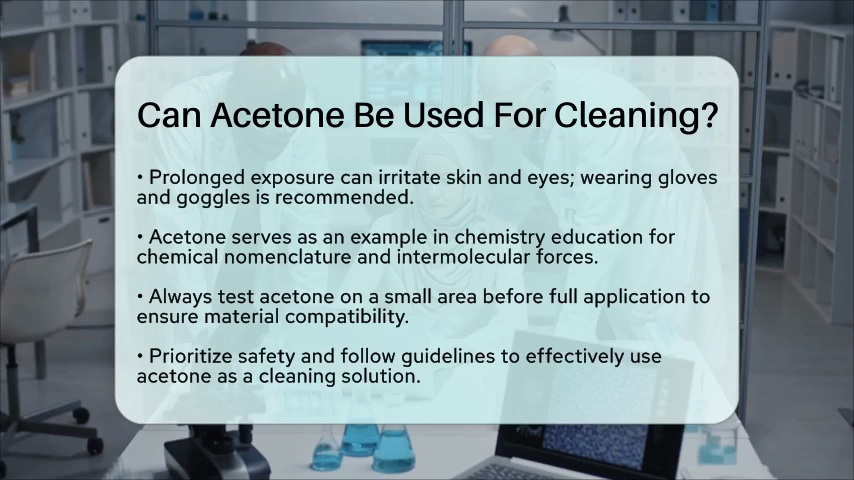 Can Acetone Be Used For Cleaning?
• Prolonged exposure can irritate skin and eyes; wearing gloves
and goggles is recommended.
• Acetone serves as an example in chemistry education for
chemical nomenclature and intermolecular forces.
• Always test acetone on a small area before full application to
ensure material compatibility.
• Prioritize safety and follow guidelines to effectively use
acetone as a cleaning solution.